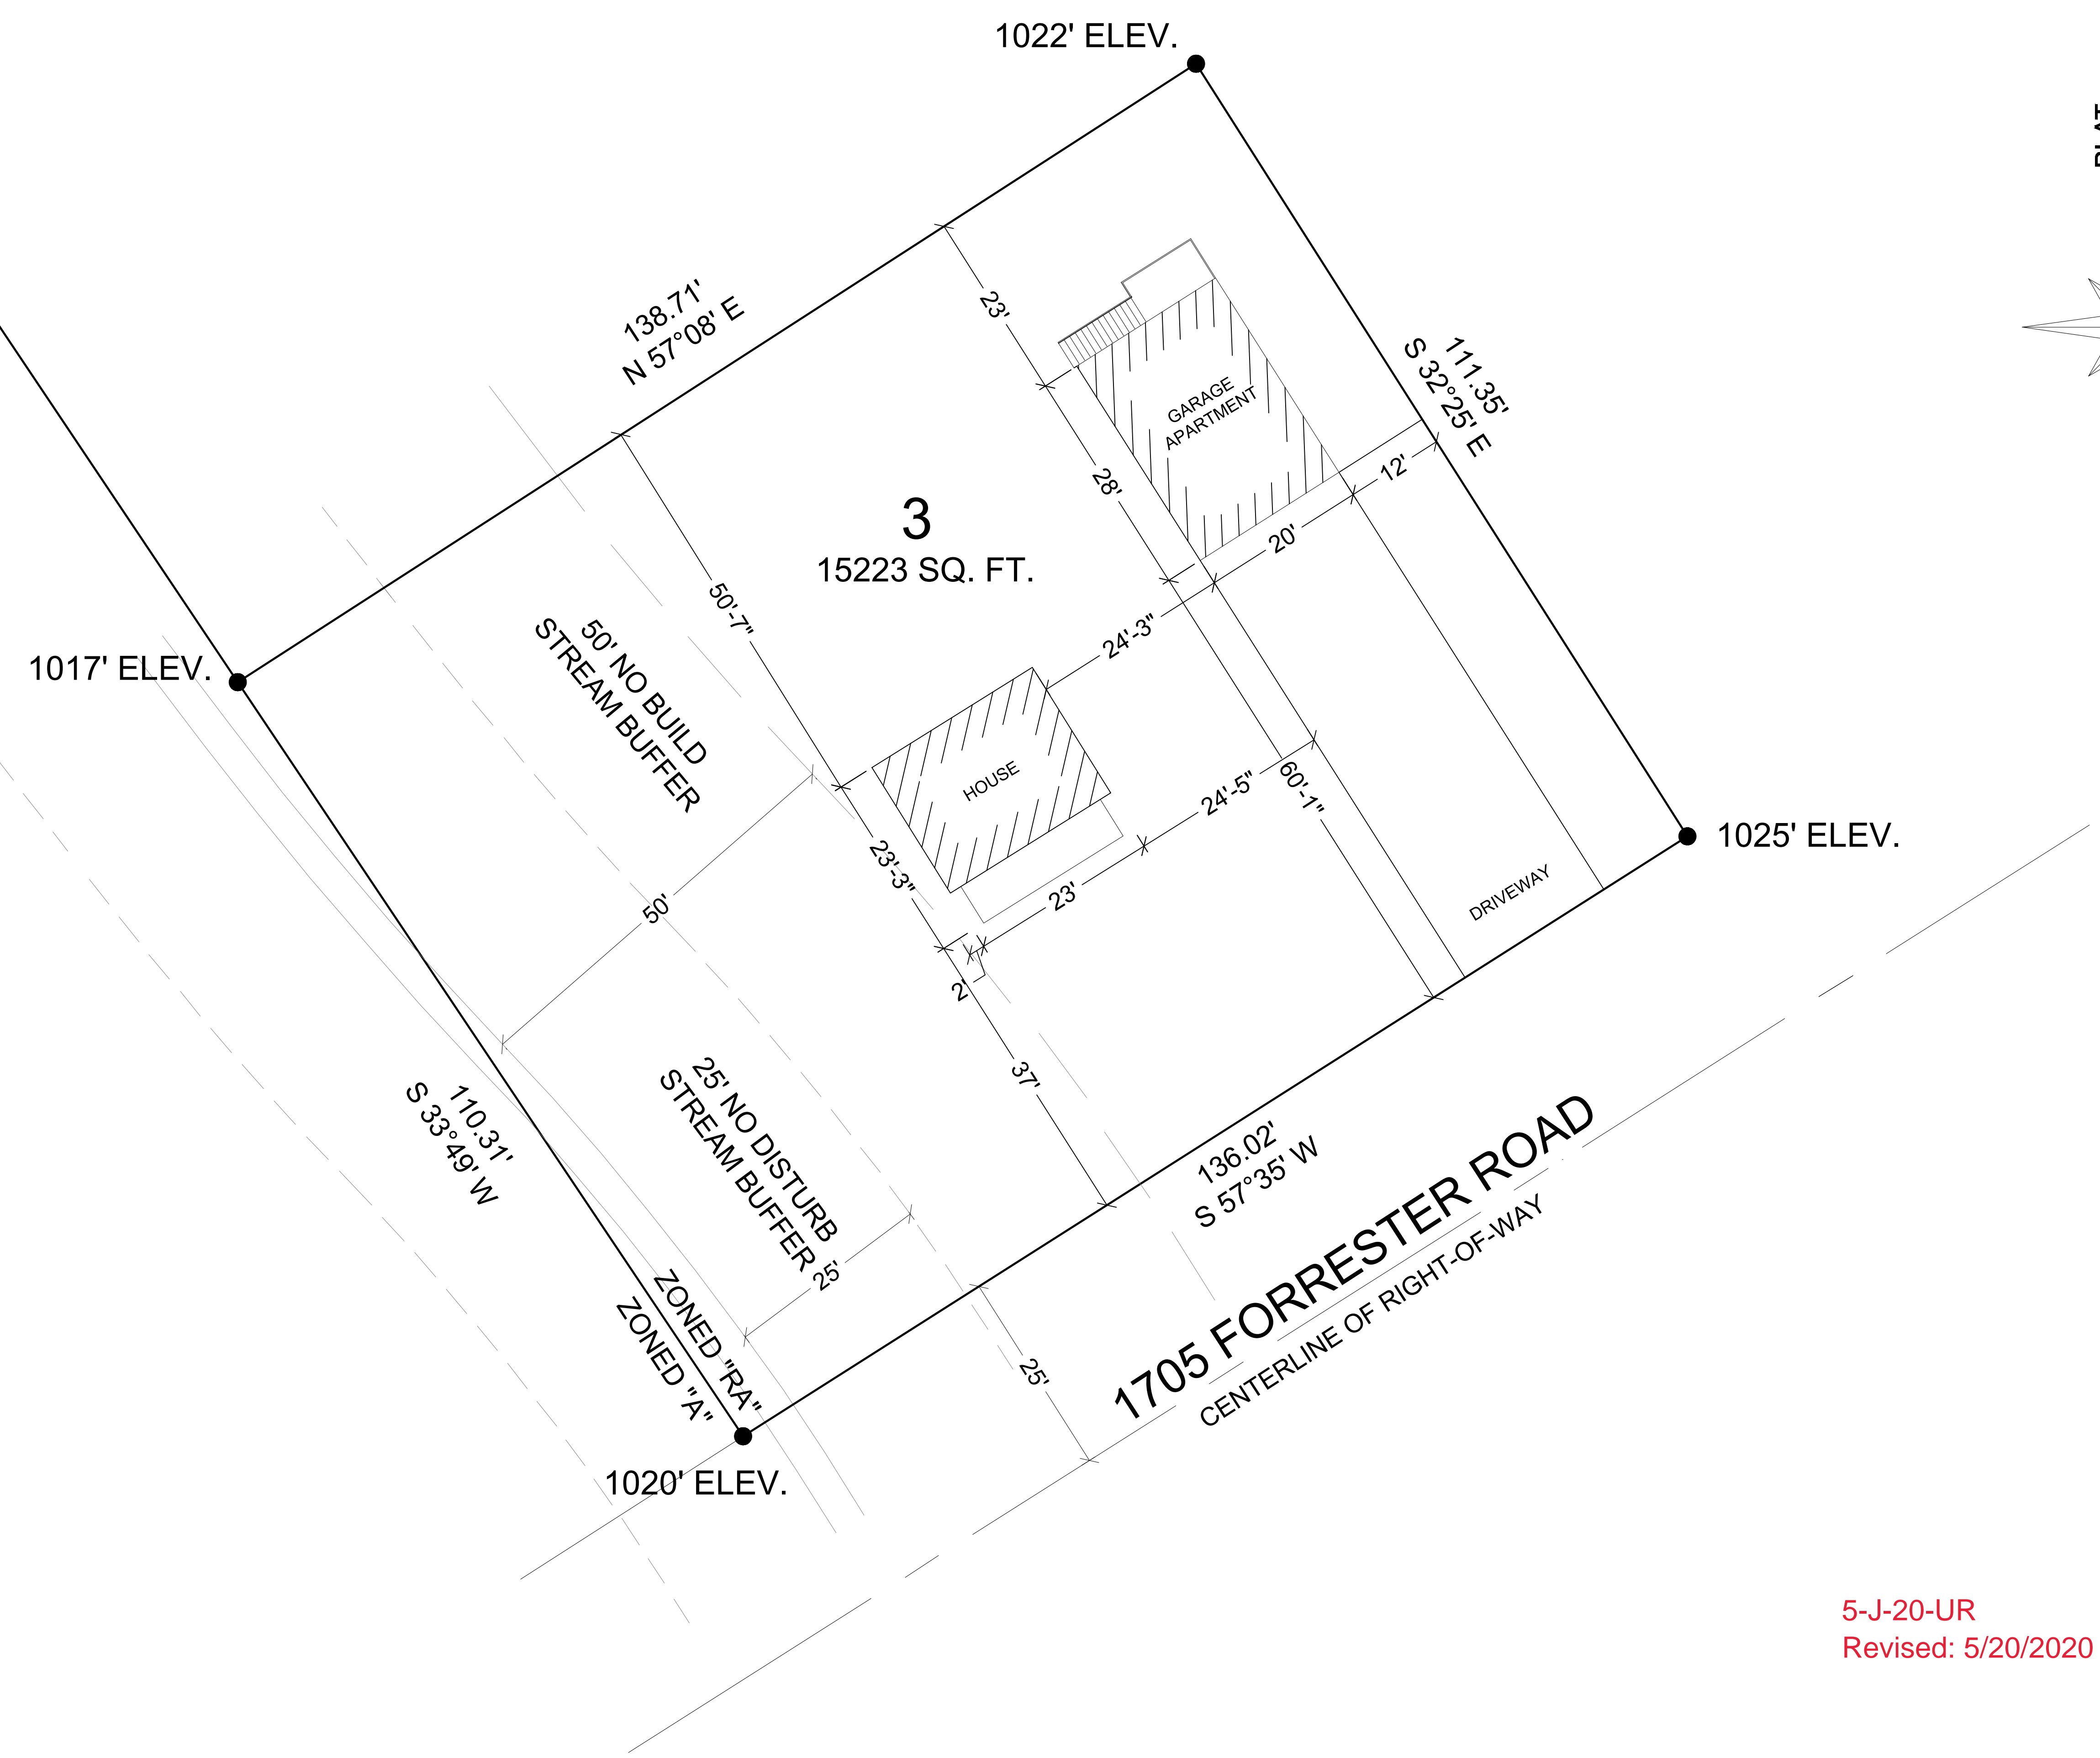 1022' ELEV.
PLAT
138.71'
N 57°08' E
23'
111.35'
S 32°25' E
GARAGE
APARTMENT
12'
28'
3
15223 SQ. FT.
20'
50'-7"
24'-3"
50' NO BUILD
STREAM BUFFER
1017' ELEV.
HOUSE
24'-5"
60'-1"
1025' ELEV.
23'-3"
23'
50'
DRIVEWAY
2'
37'
25' NO DISTURB
STREAM BUFFER
110.31'
S 33°49' W
136.02'
S 57°35' W
25'
ZONED "RA"
ZONED "A"
25'
1705 FORRESTER ROAD
CENTERLINE OF RIGHT-OF-WAY
1020' ELEV.
5-J-20-UR
Revised: 5/20/2020